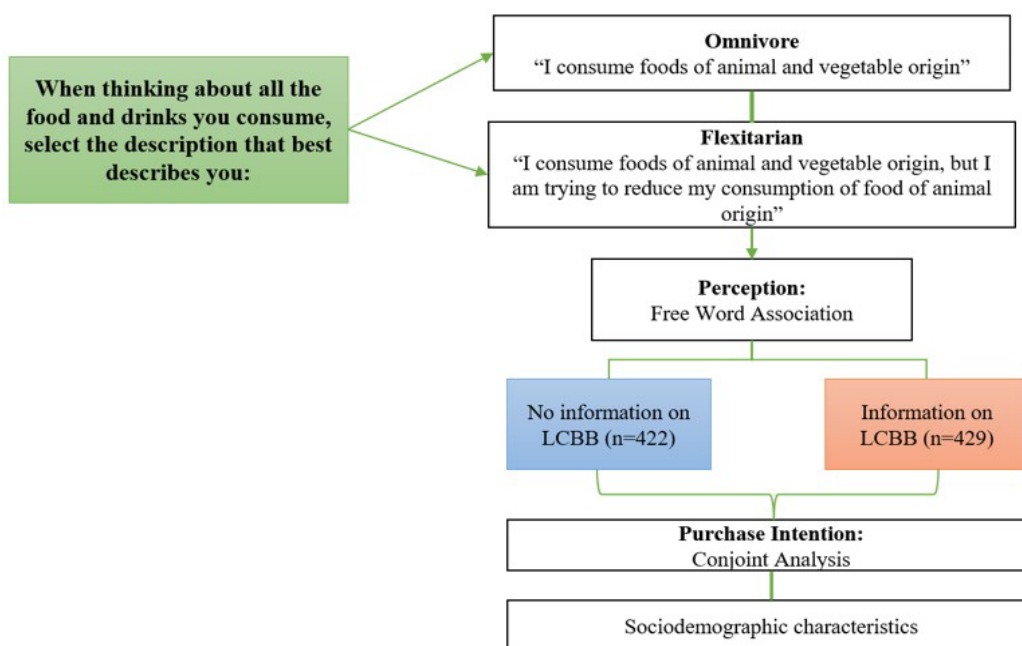 When thinking about all the
food and drinks you consume,
select the description that best
describes you:
Omnivore
“I consume foods of animal and vegetable origin”
Flexitarian
“I consume foods of animal and vegetable origin, but I
am trying to reduce my consumption of food of animal
origin”
Perception:
Free Word Association
No information on
LCBB (n=422)
Information on
LCBB (n=429)
Purchase Intention:
Conjoint Analysis
Sociodemographic characteristics